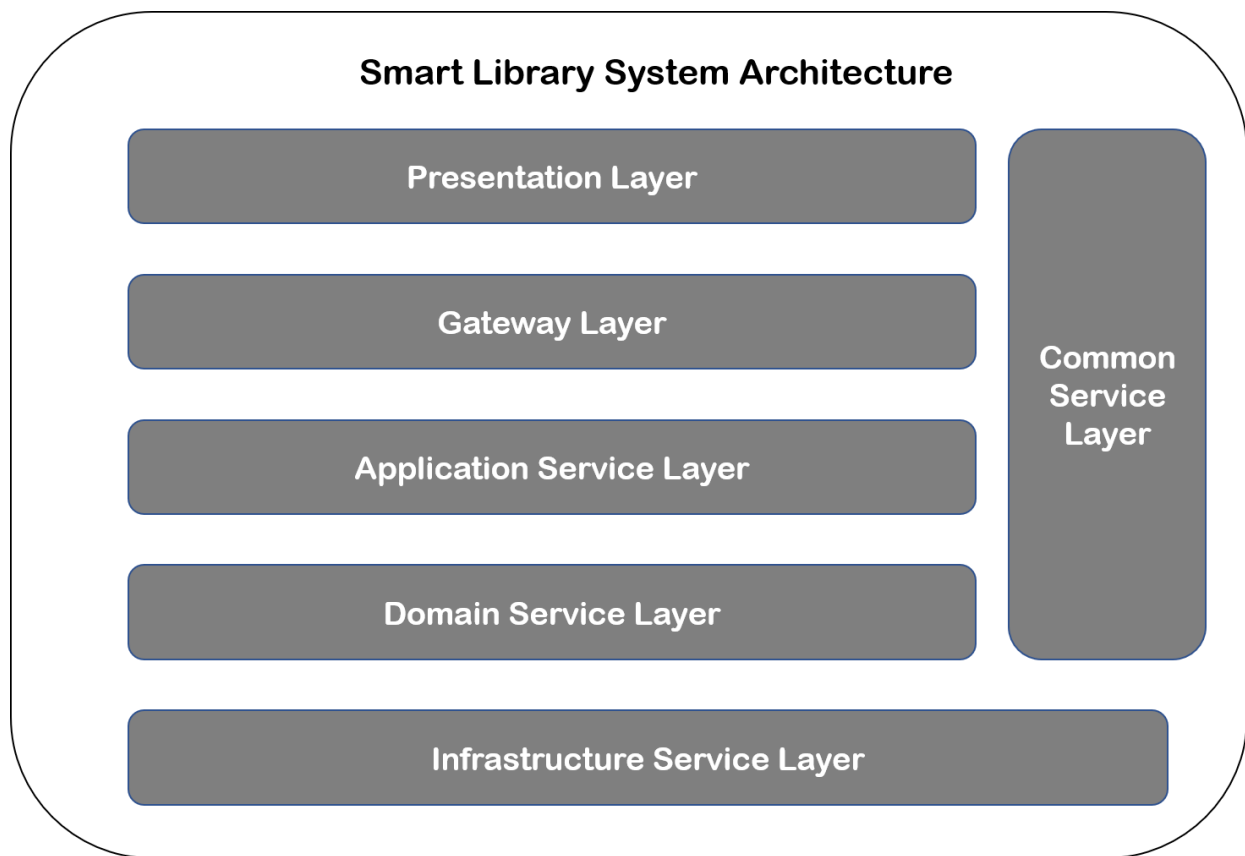 Smart Library System Architecture
Presentation Layer
Gateway Layer
Application Service Layer
Domain Service Layer
Common
Service
Layer
Infrastructure Service Layer